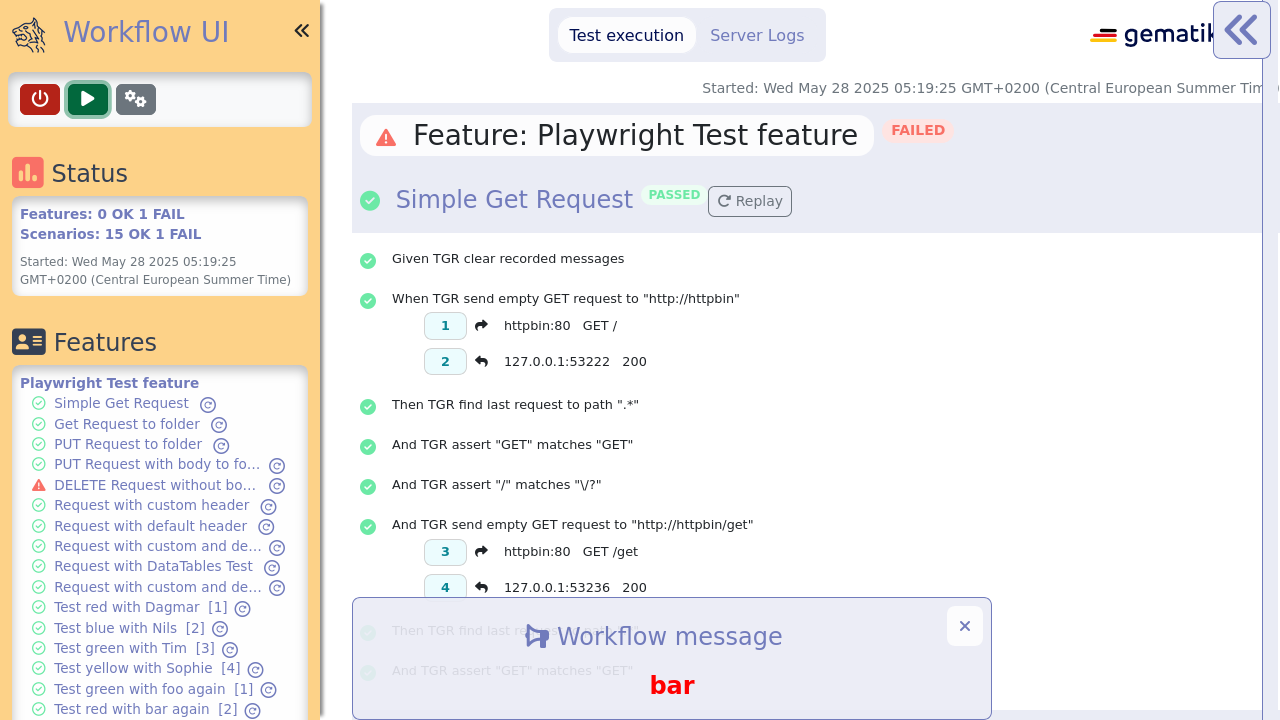 Workflow UI
Status
Features: 0 OK 1 FAIL
Scenarios: 15 OK 1 FAIL
Started: Wed May 28 2025 05:19:25
GMT+0200 (Central European Summer Time)
Features
Playwright Test feature
Simple Get Request
Get Request to folder
PUT Request to folder
PUT Request with body to fo...
DELETE Request without bo...
Request with custom header
Request with default header
Request with custom and de...
Request with DataTables Test
Request with custom and de...
Test red with Dagmar [1]
Test blue with Nils [2]
Test green with Tim [3]
Test yellow with Sophie [4]
Test green with foo again [1]
Test red with bar again [2]
Test execution Server Logs
gematik
Started: Wed May 28 2025 05:19:25 GMT+0200 (Central European Summer Tim
Feature: Playwright Test feature FAILED
Simple Get Request PASSED Replay
Given TGR clear recorded messages
When TGR send empty GET request to "http://httpbin"
1 httpbin:80 GET /
2 127.0.0.1:53222 200
Then TGR find last request to path ".*"
And TGR assert "GET" matches "GET"
And TGR assert "/" matches "\/?"
And TGR send empty GET request to "http://httpbin/get"
3 httpbin:80 GET /get
4 127.0.0.1:53236 200
Then TGR find last
And TGR assert "GET" matches "GET"
Workflow message
bar